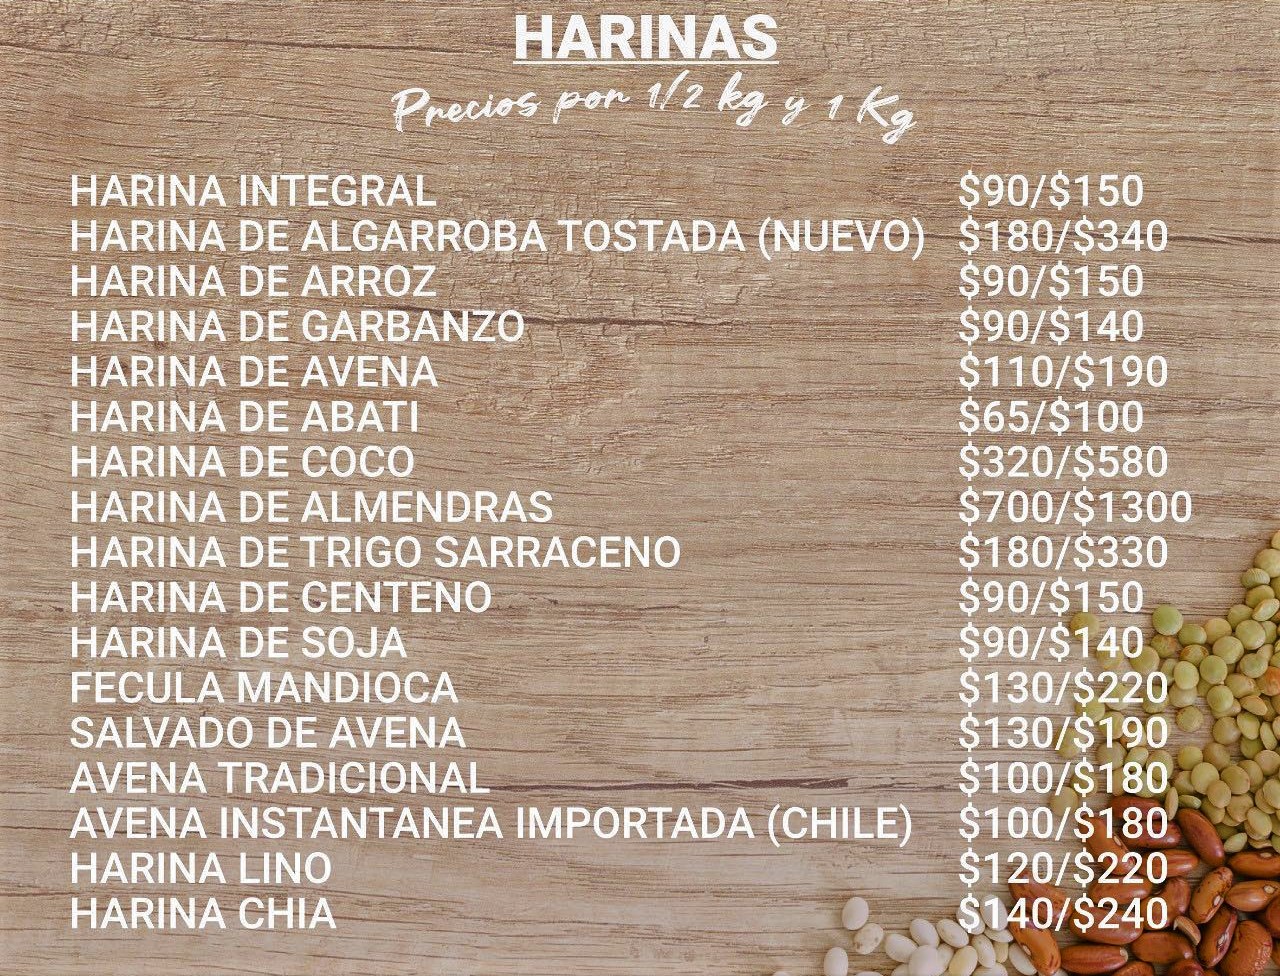 HARINAS
Precios por 1/2 kg y 1 Kg
HARINA INTEGRAL $90/$150
HARINA DE ALGARROBA TOSTADA (NUEVO) $180/$340
HARINA DE ARROZ $90/$150
HARINA DE GARBANZO $90/$140
HARINA DE AVENA $110/$190
HARINA DE ABATI $65/$100
HARINA DE COCO $320/$580
HARINA DE ALMENDRAS $700/$1300
HARINA DE TRIGO SARRACENO $180/$330
HARINA DE CENTENO $90/$150
HARINA DE SOJA $90/$140
FECULA MANDIOCA $130/$220
SALVADO DE AVENA $130/$190
AVENA TRADICIONAL $100/$180
AVENA INSTANTANEA IMPORTADA (CHILE) $100/$180
HARINA LINO $120/$220
HARINA CHIA $140/$240